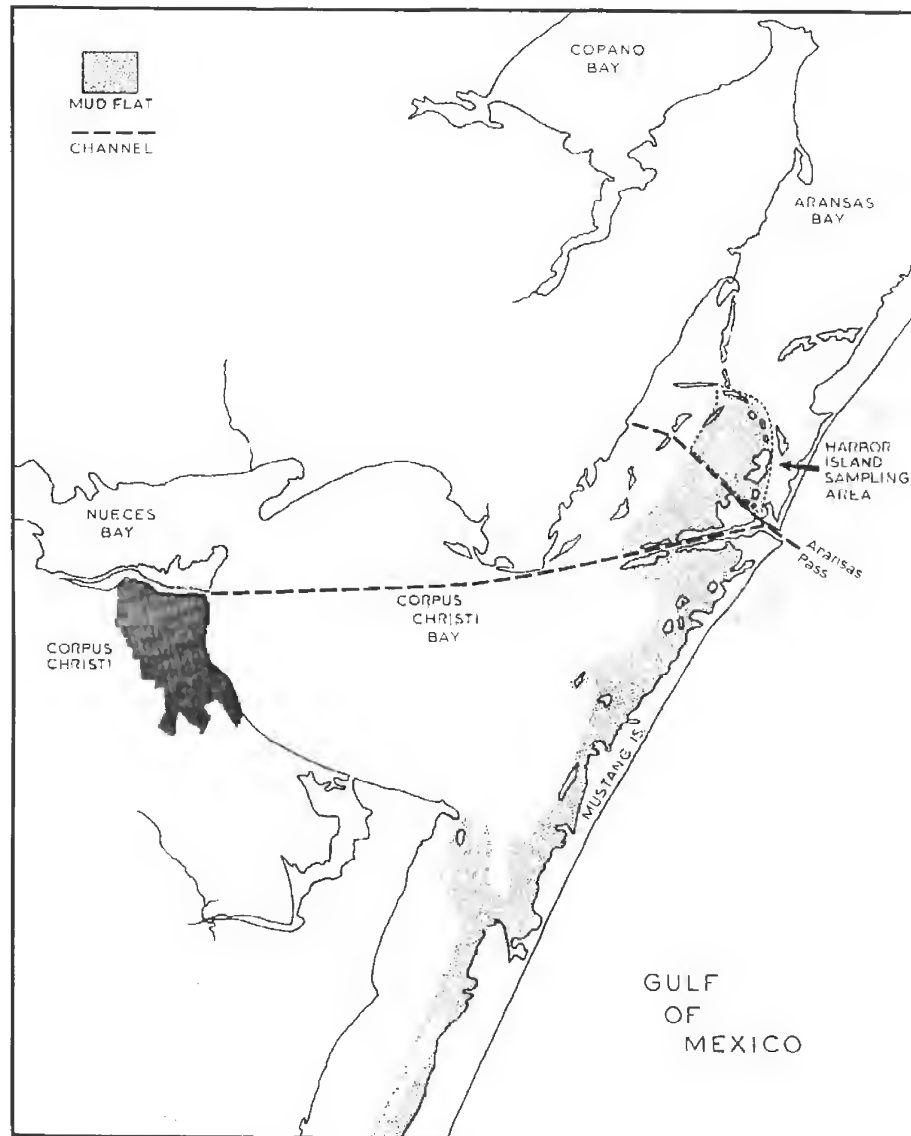 COPANO
BAY
MUD FLAT
CHANNEL
ARANSAS
BAY
HARBOR
ISLAND
SAMPLING
AREA
NUECES
BAY
Aransas
Pass
CORPUS
CHRISTI
BAY
CORPUS
CHRISTI
MUSTANG IS.
GULF
OF
MEXICO